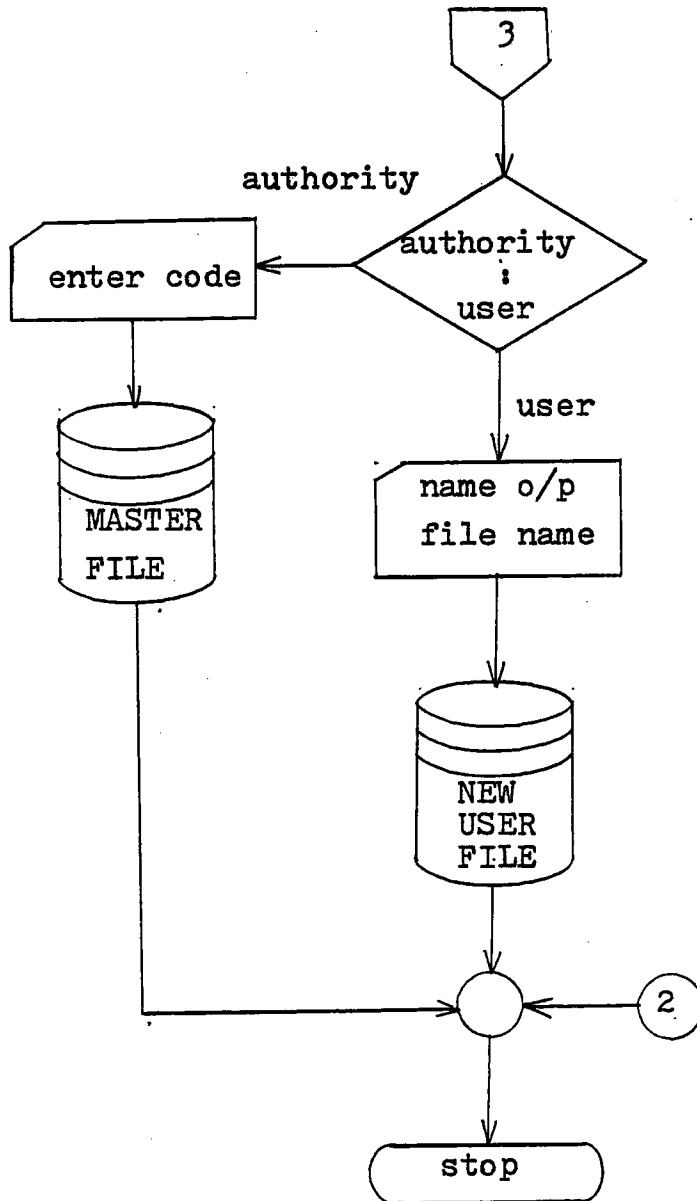 3
authority
authority
:
user
enter code
user
name o/p
file name
MASTER
FILE
NEW
USER
FILE
2
stop